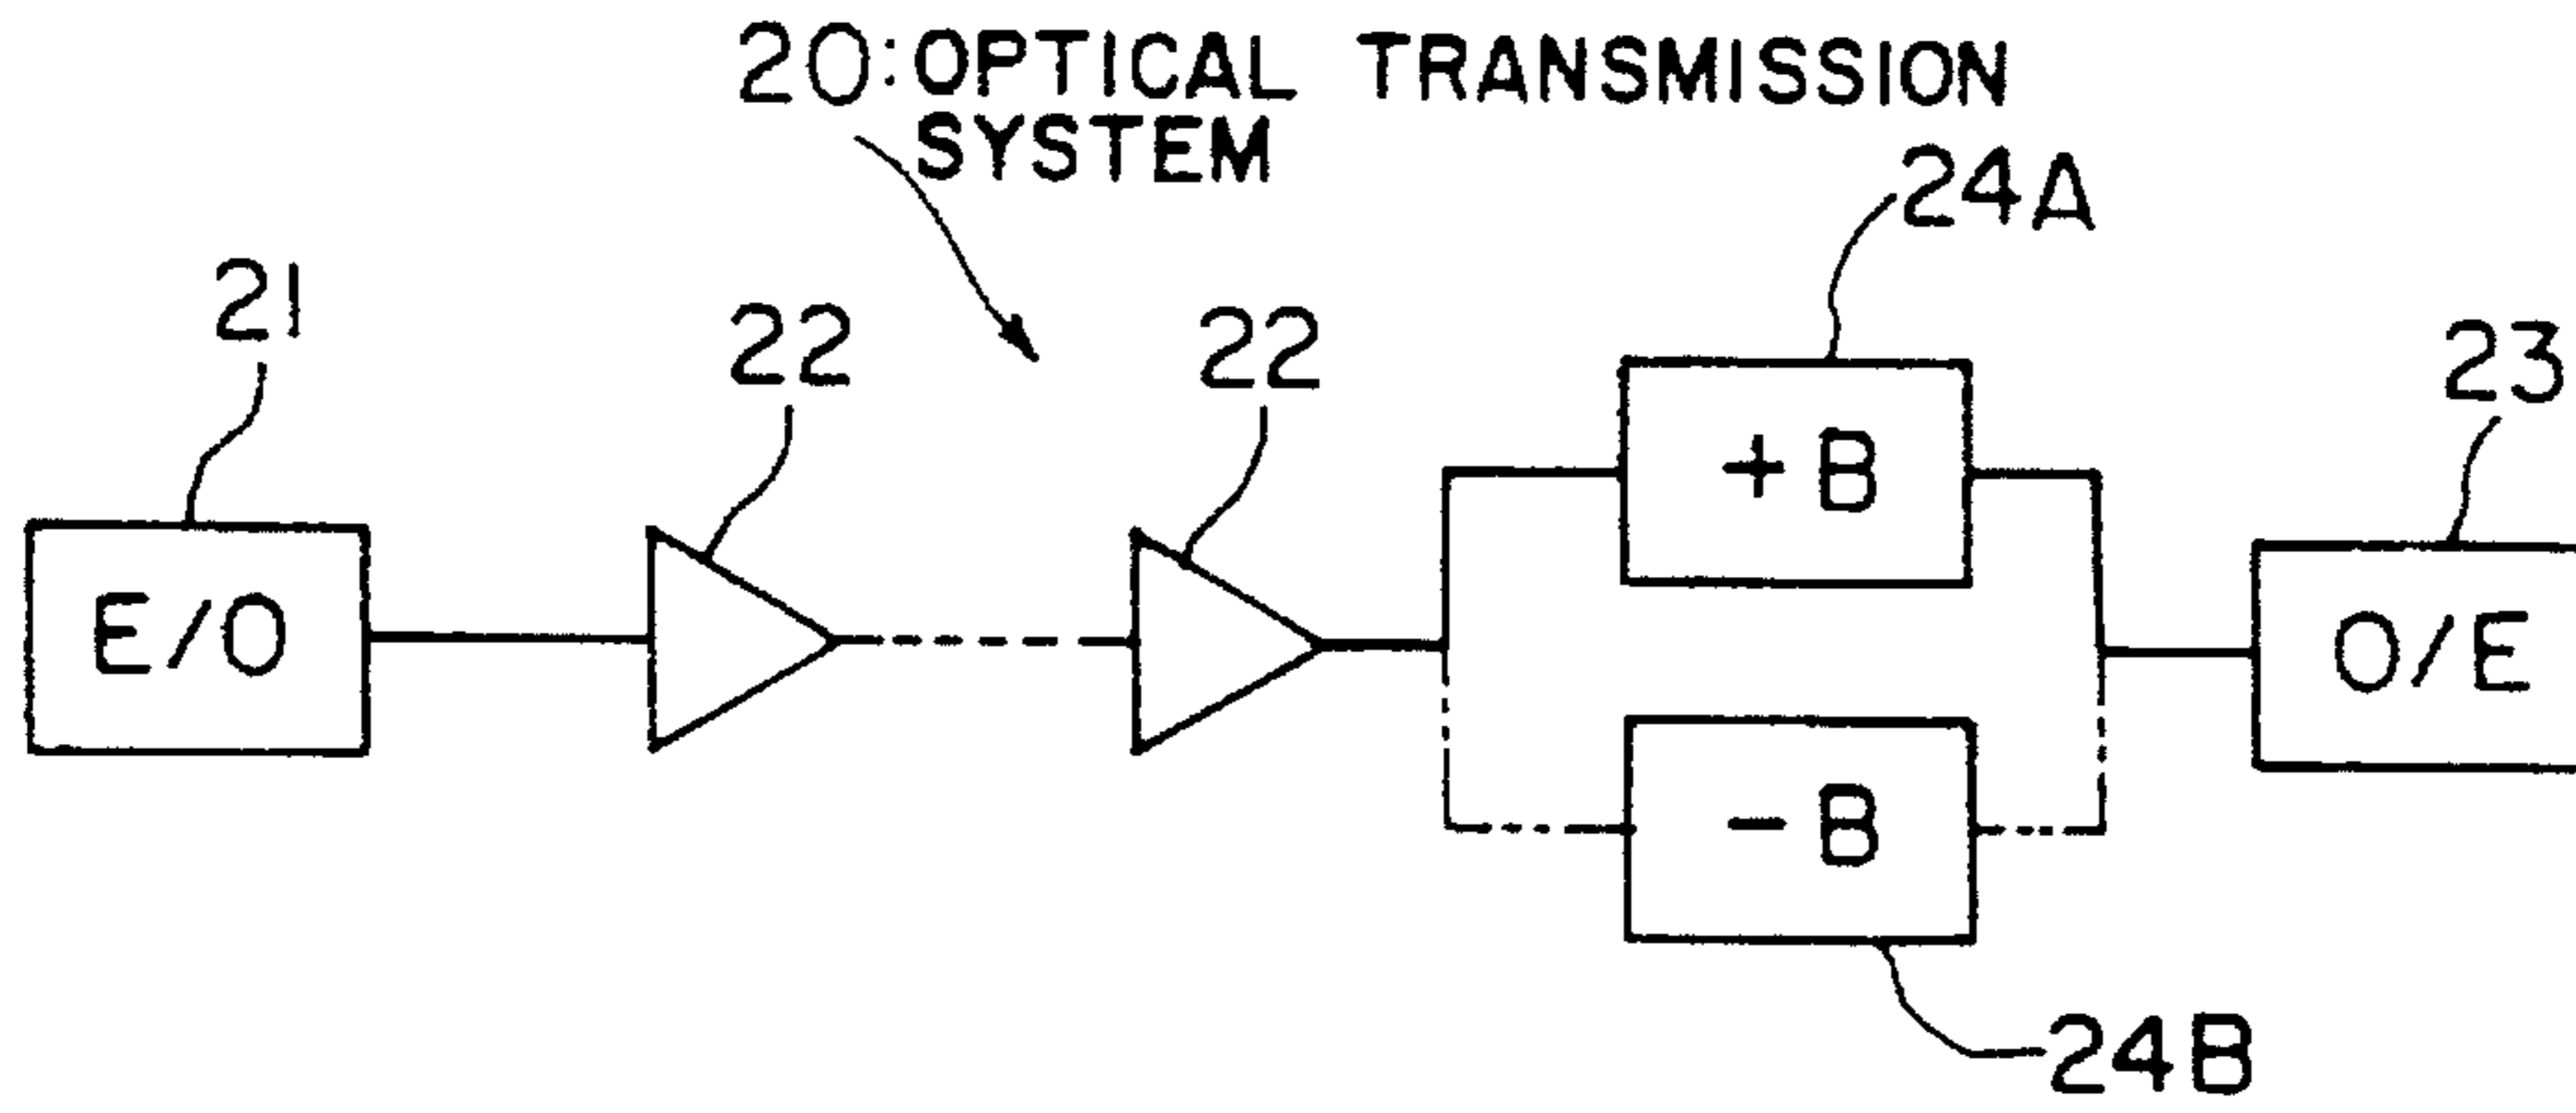 20: OPTICAL TRANSMISSION
SYSTEM
24A
21
22
22
23
+B
E/O
O/E
-B
24B